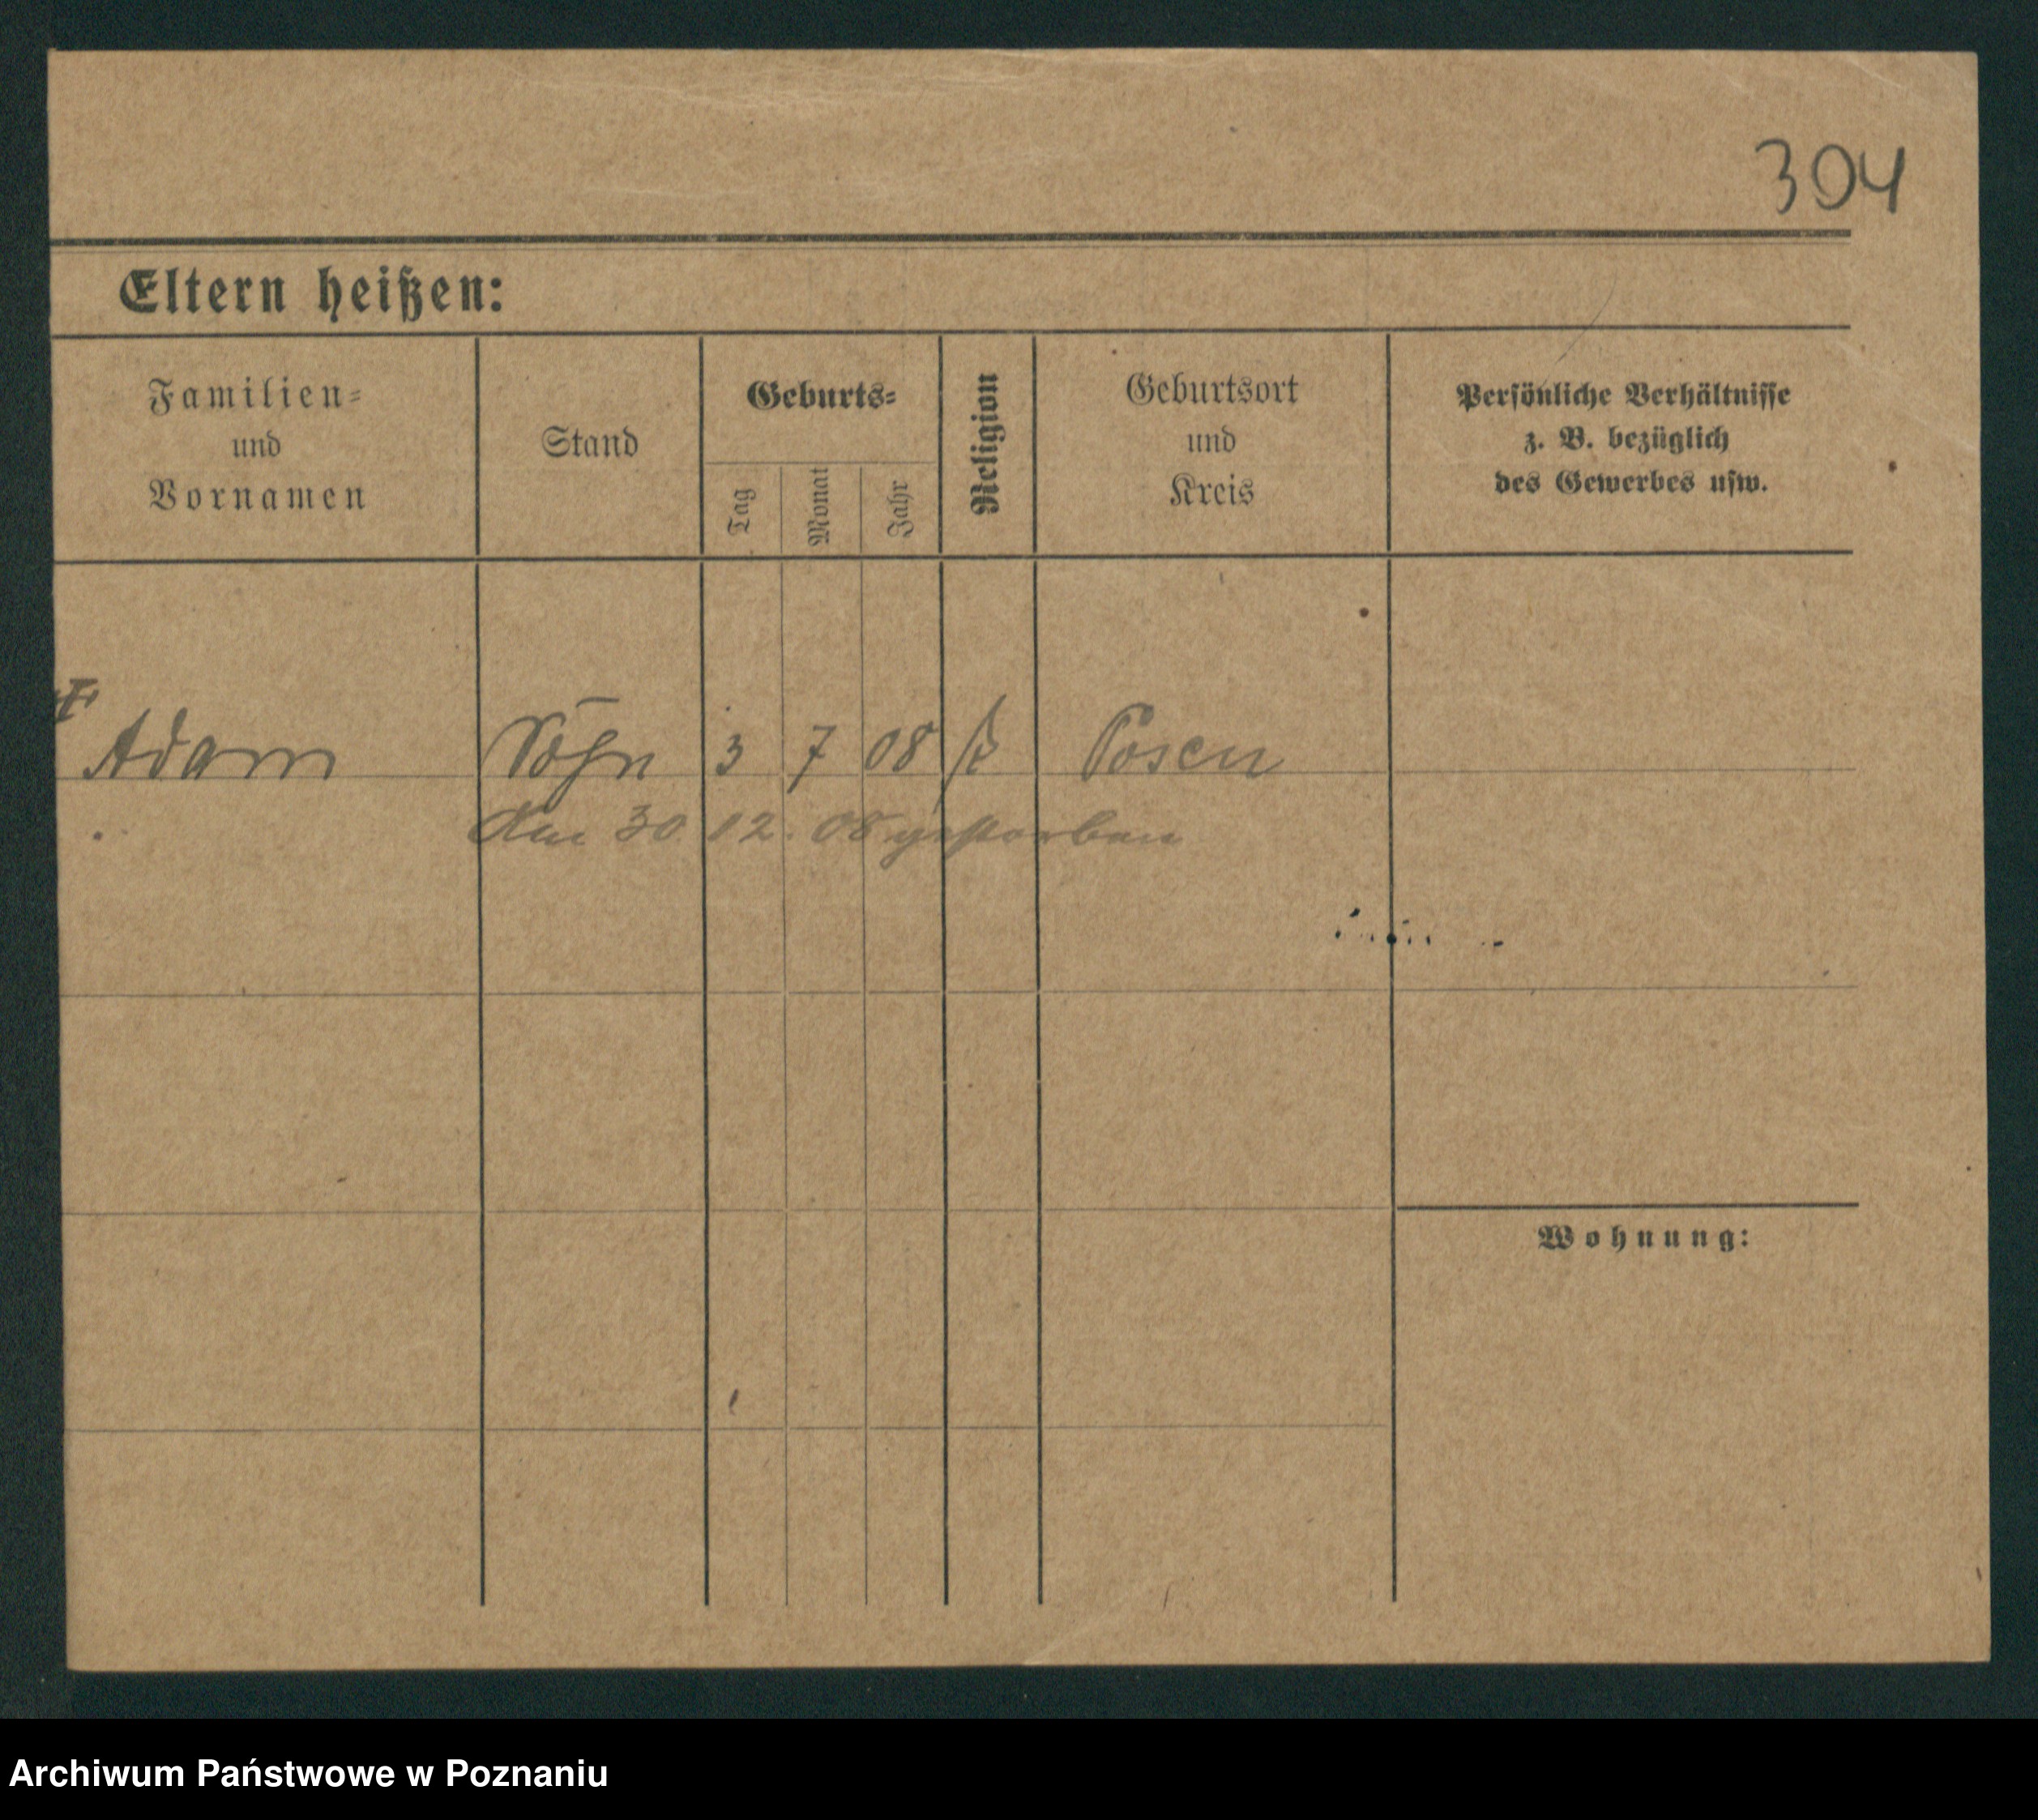 304
Eltern heißen:
Familien=
und
Vornamen
Stand
Geburts=
Tag
Monat
Jahr
Religion
Geburtsort
und
Kreis
Persönliche Verhältnisse
z. B. bezüglich
des Gewerbes usw.
Adam Sohn 3 7 08 k Posen
den 30. 12. 08 gestorben
Wohnung:
Archiwum Państwowe w Poznaniu